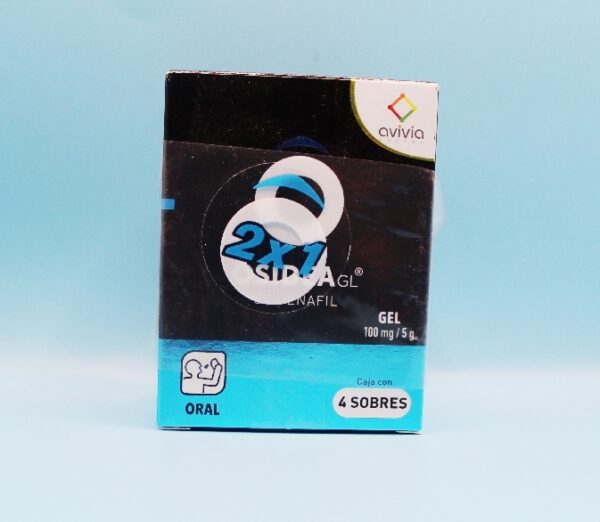 avivia
2x1
GL®
GEL
100 mg / 5 g
ORAL
Caja con
4 SOBRES